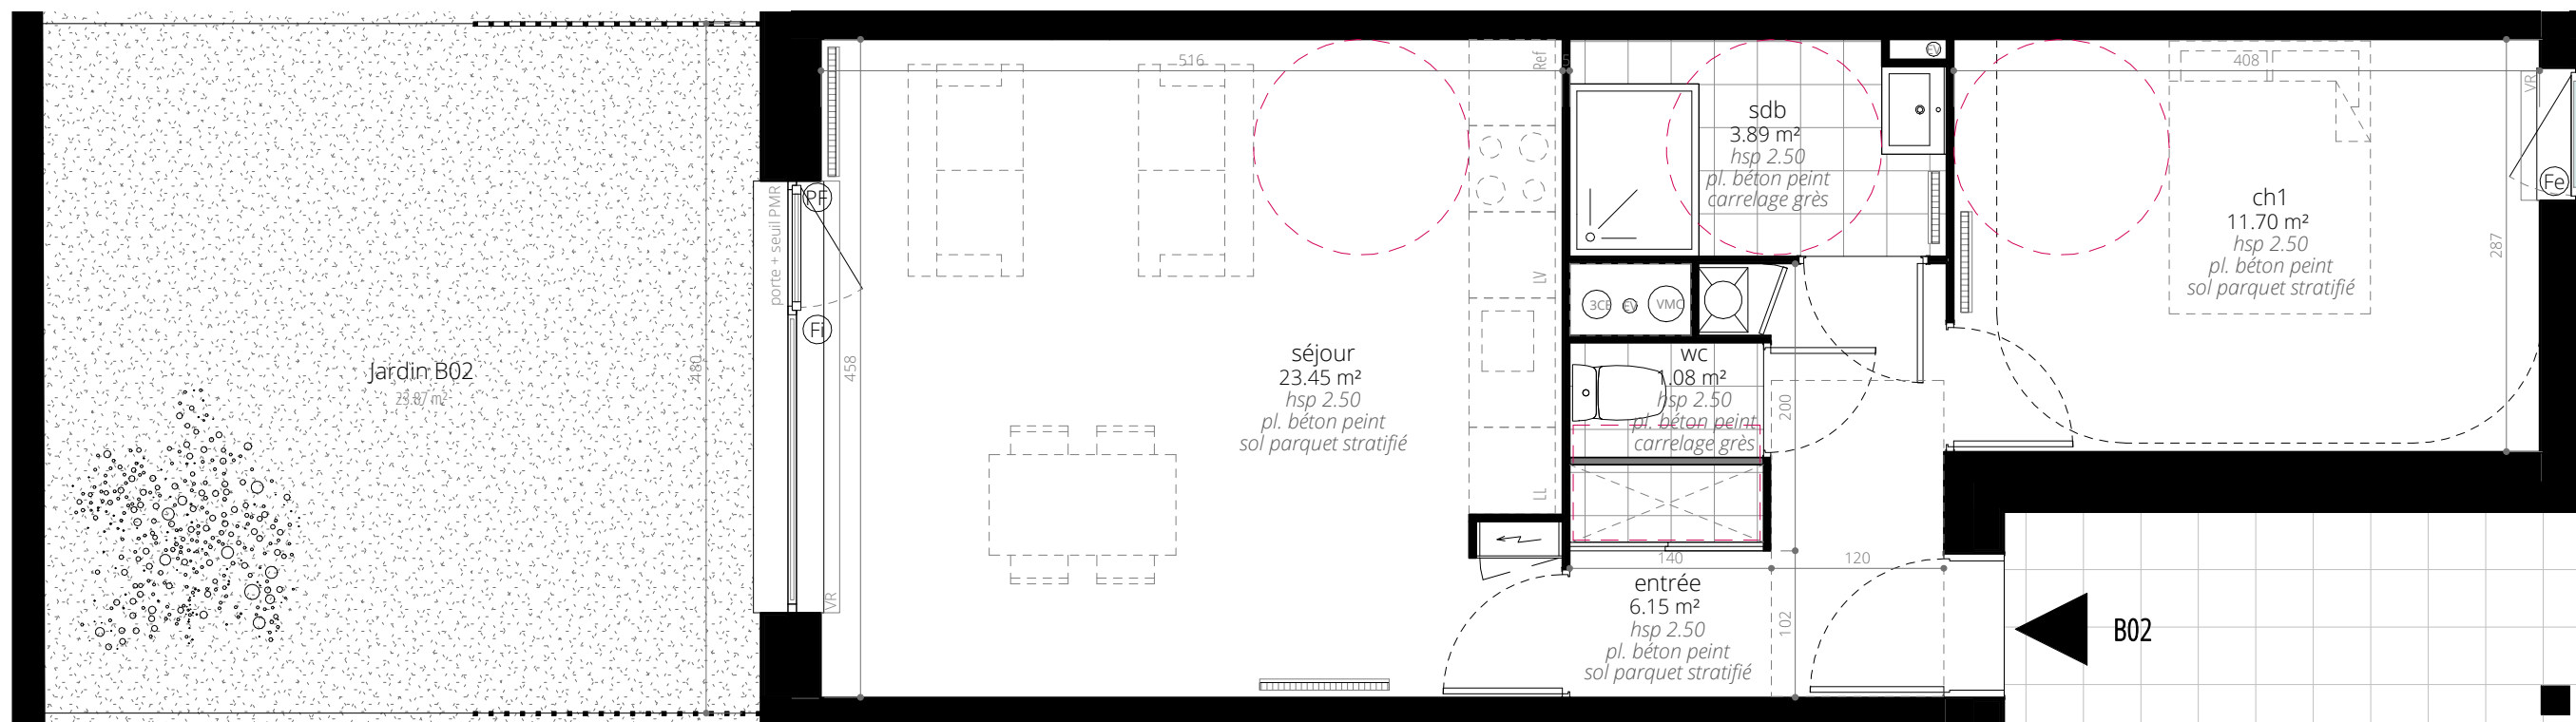 Jardin B02
23.87 m²
480
porte + seuil PMR
PF
Fi
VR
458
516
séjour
23.45 m²
hsp 2.50
pl. béton peint
sol parquet stratifié
Ref
LV
LL
5
sdb
3.89 m²
hsp 2.50
pl. béton peint
carrelage grès
EV
3CE
EV
VMC
wc
1.08 m²
hsp 2.50
pl. béton peint
carrelage grès
200
140
120
102
entrée
6.15 m²
hsp 2.50
pl. béton peint
sol parquet stratifié
408
ch1
11.70 m²
hsp 2.50
pl. béton peint
sol parquet stratifié
287
VR
Fe
B02